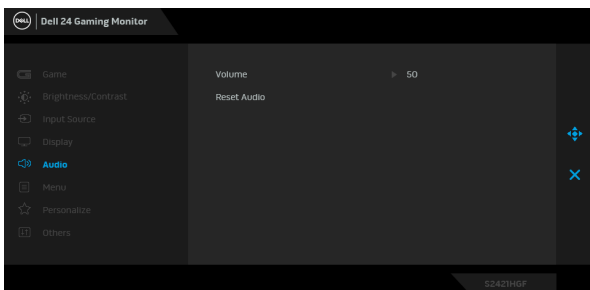 DELL
Dell 24 Gaming Monitor
Game
Brightness/Contrast
Input Source
Display
Audio
Menu
Personalize
Others
Volume 50
Reset Audio
S2421HGF